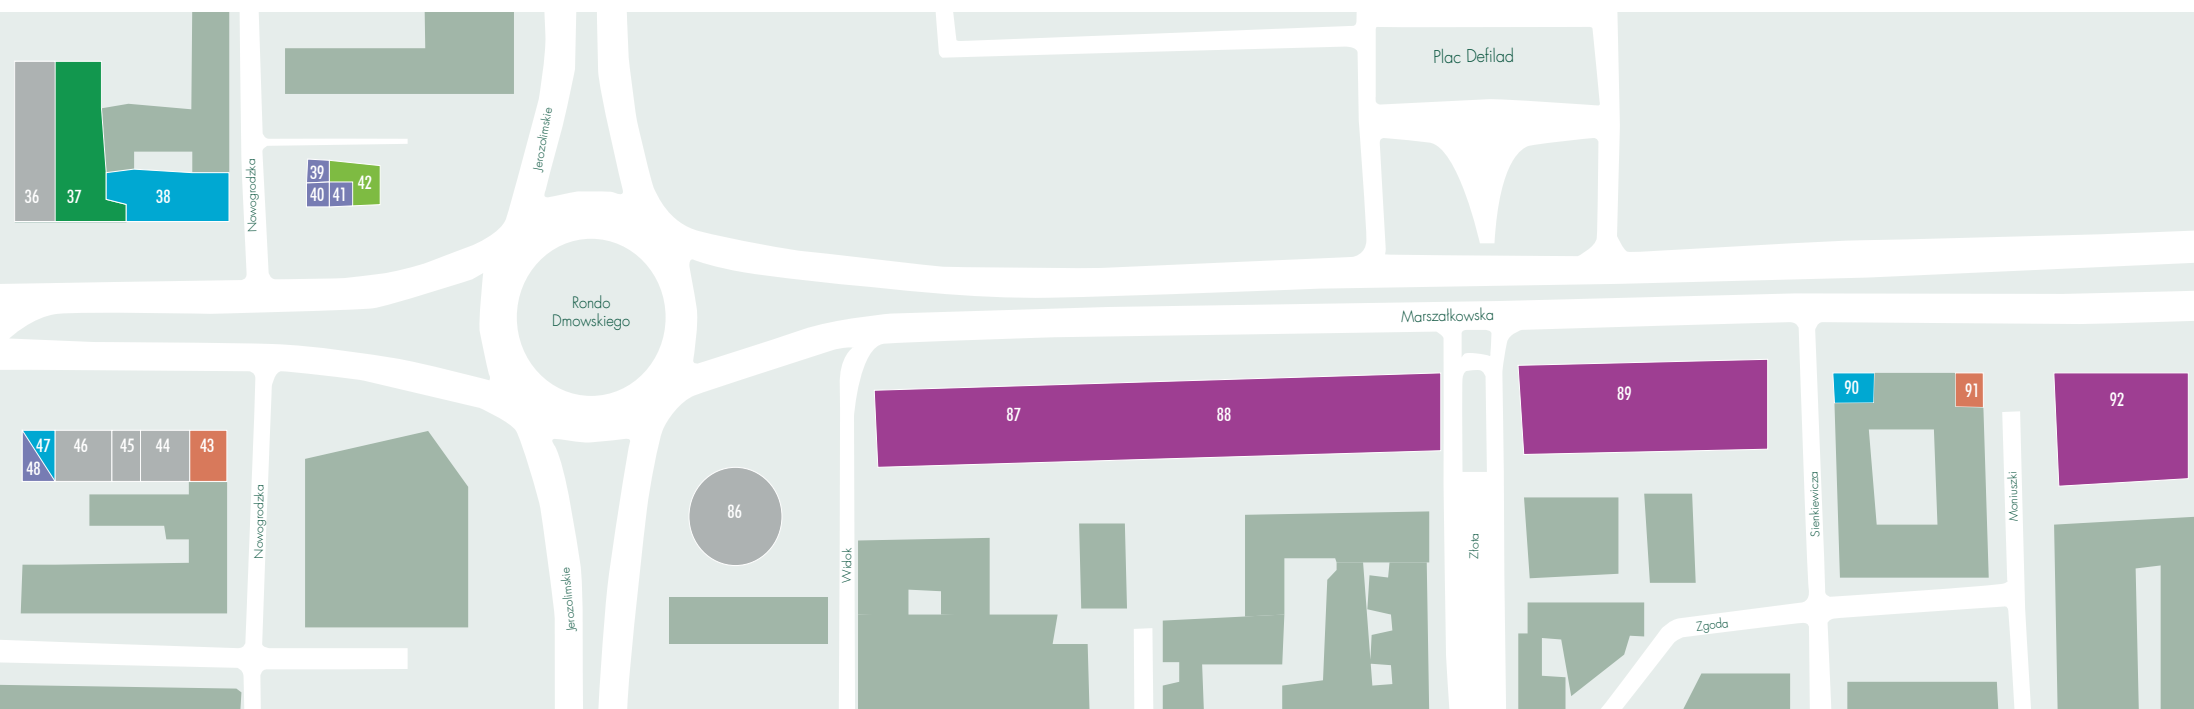 Plac Defilad
Jerozolimskie
Nowogrodzka
36
37
38
39
40
41
42
Rondo
Dmowskiego
Marszałkowska
47
48
46
45
44
43
Nowogrodzka
Jerozolimskie
86
Widok
87
88
Złota
89
Sienkiewicza
90
91
Moniuszki
92
Zgoda